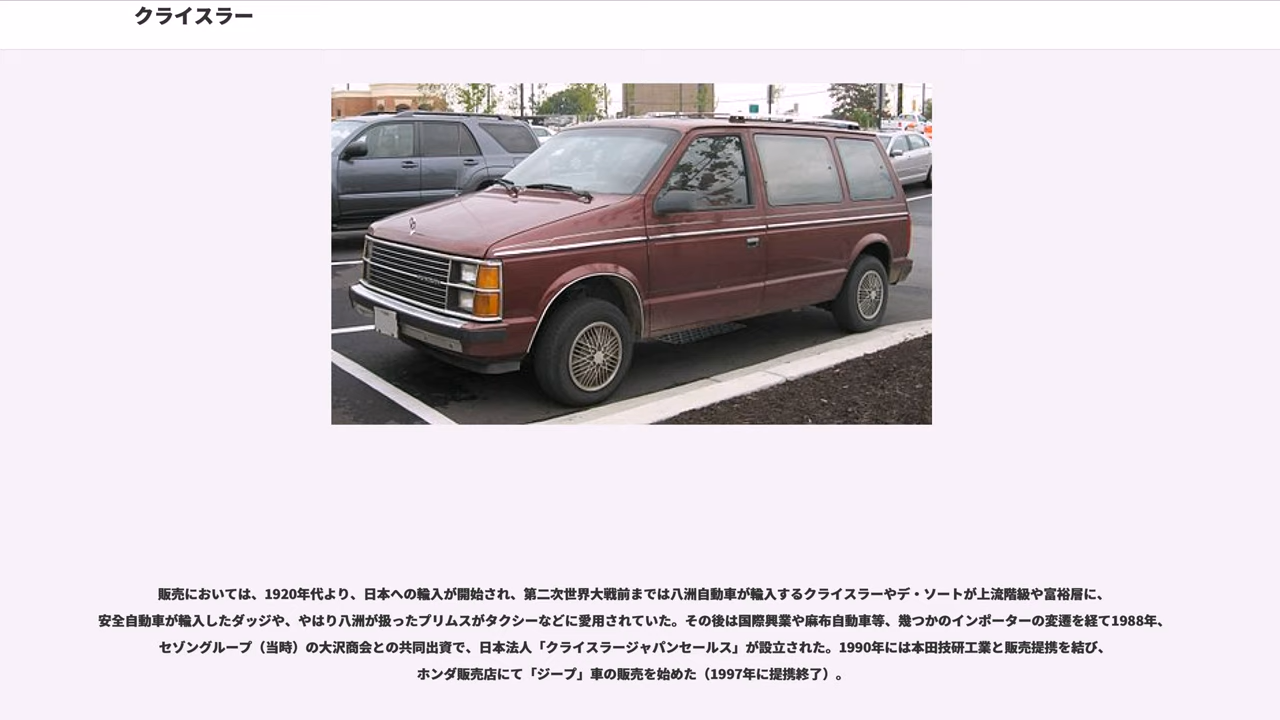 クライスラー
販売においては、1920年代より、日本への輪入が開始され、第二次世界大戦前までは八洲自動車が輪入するクライスラーやデ・ソートが上流階級や富裕層に、
安全自動車が輪入したダッジや、やはり八洲が扱ったプリムスがタクシーなどに愛用されていた。その後は国際興業や麻布自動車等、幾つかのインポーターの変遷を経て1988年、
セゾングループ（当時）の大沢商会との共同出資で、日本法人「クライスラージャパンセールス」が設立された。1990年には本田技研工業と販売提携を結び、
ホンダ販売店にて「ジープ」車の販売を始めた（1997年に提携終了）。